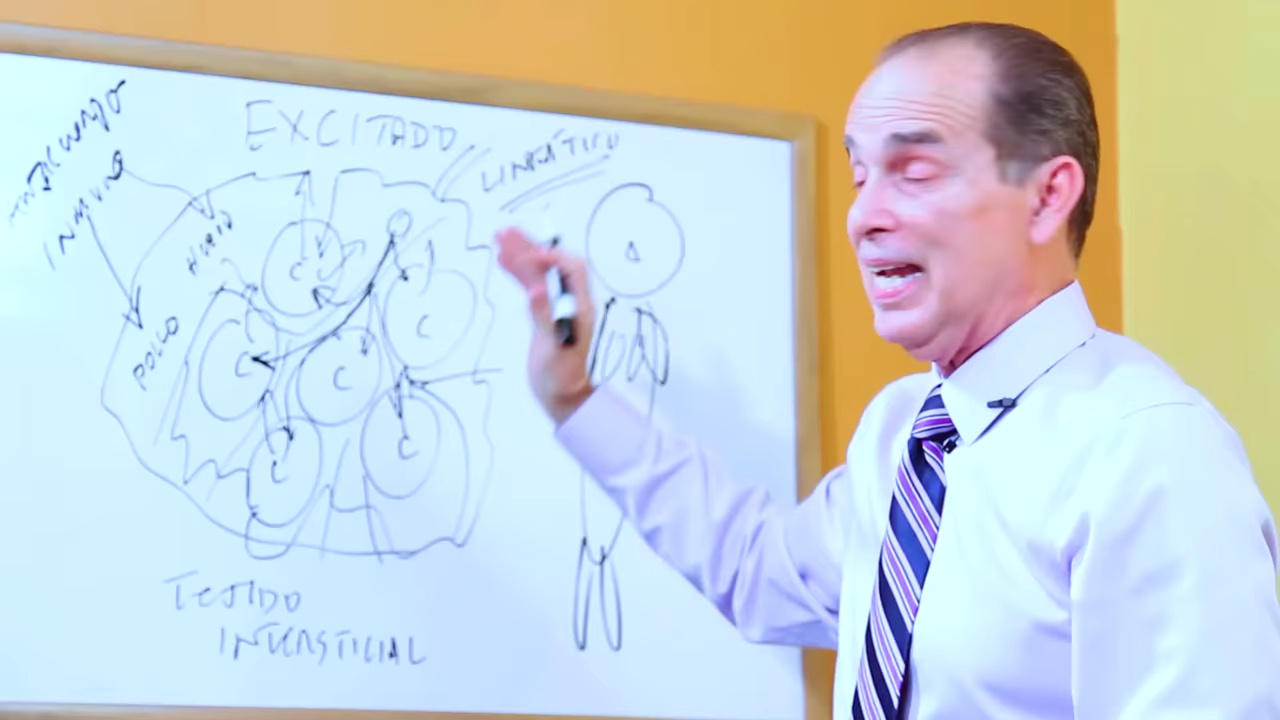 EXCITADO
LINFÁTICO
INMUNE
C
C
C
C
C
C
POLLO
TEJIDO
INTERSTICIAL